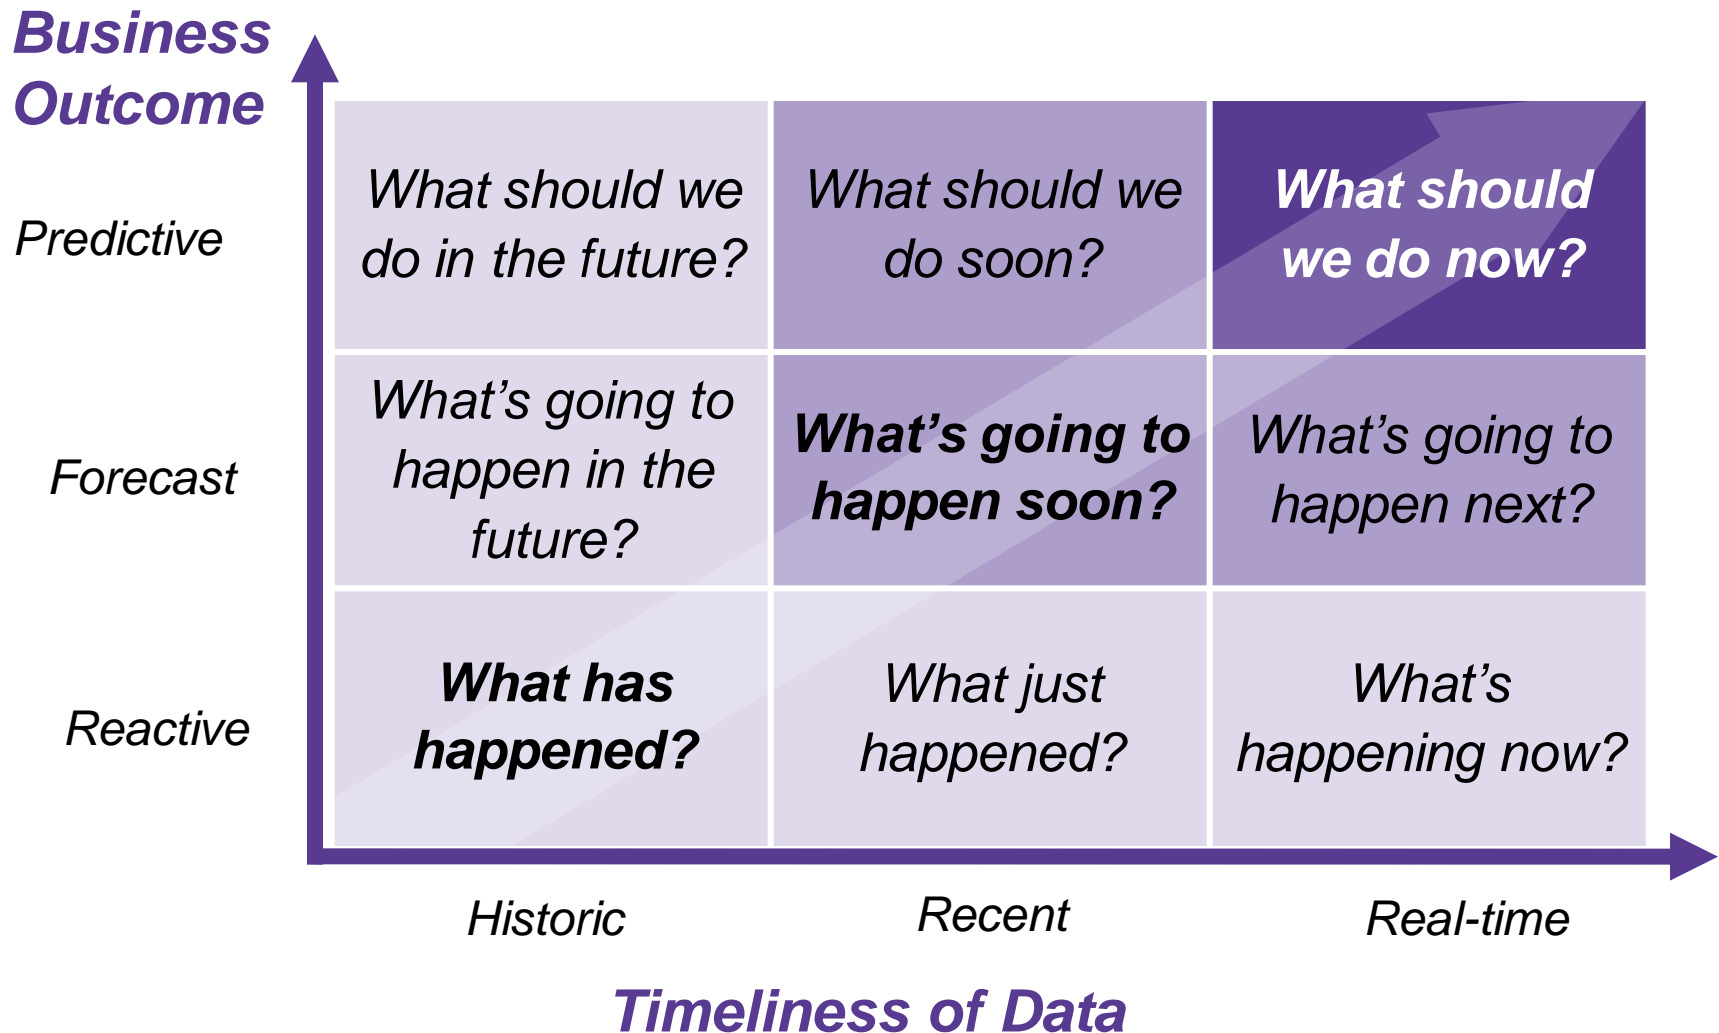 Business
Outcome
Predictive
What should we
do in the future?
What should we
do soon?
What should
we do now?
Forecast
What’s going to
happen in the
future?
What’s going to
happen soon?
What’s going to
happen next?
Reactive
What has
happened?
What just
happened?
What’s
happening now?
Historic
Recent
Real-time
Timeliness of Data